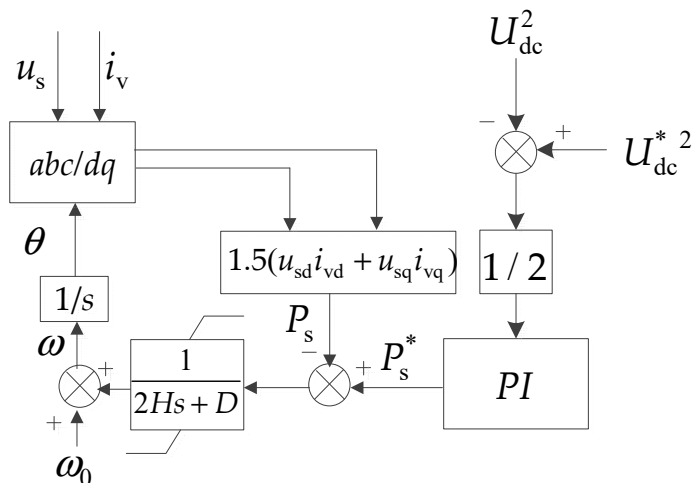 U_dc^2
u_s
i_v
−
+
U_dc^* 2
abc/dq
θ
1.5(u_sd i_vd + u_sq i_vq)
1 / 2
1/s
P_s
ω
−
+
P_s^*
+
1
2Hs + D
PI
+
ω_0